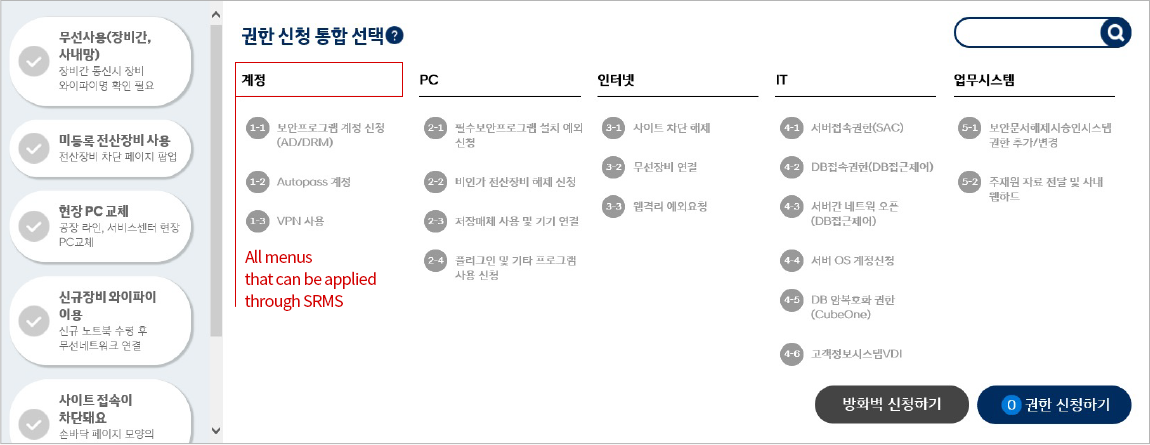 무선사용(장비간,
사내망)
장비간 통신시 장비
와이파이명 확인 필요
미등록 전산장비 사용
전산장비 차단 페이지 팝업
현장 PC 교체
공장 라인, 서비스센터 현장
PC교체
신규장비 와이파이
이용
신규 노트북 수령 후
무선네트워크 연결
사이트 접속이
차단돼요
손바닥 페이지 모양의
권한 신청 통합 선택 ?
계정
1-1 보안프로그램 계정 신청
(AD/DRM)
1-2 Autopass 계정
1-3 VPN 사용
All menus
that can be applied
through SRMS
PC
2-1 필수보안프로그램 설치 예외
신청
2-2 비인가 전산장비 해제 신청
2-3 저장매체 사용 및 기기 연결
2-4 플러그인 및 기타 프로그램
사용 신청
인터넷
3-1 사이트 차단 해제
3-2 무선장비 연결
3-3 웹격리 예외요청
IT
4-1 서버접속권한(SAC)
4-2 DB접속권한(DB접근제어)
4-3 서버간 네트웍 오픈
(DB접근제어)
4-4 서버 OS 계정신청
4-5 DB 암복호화 권한
(CubeOne)
4-6 고객정보시스템VDI
업무시스템
5-1 보안문서해제시승인시스템
권한 추가/변경
5-2 주재원 자료 전달 및 사내
웹하드
방화벽 신청하기
0 권한 신청하기